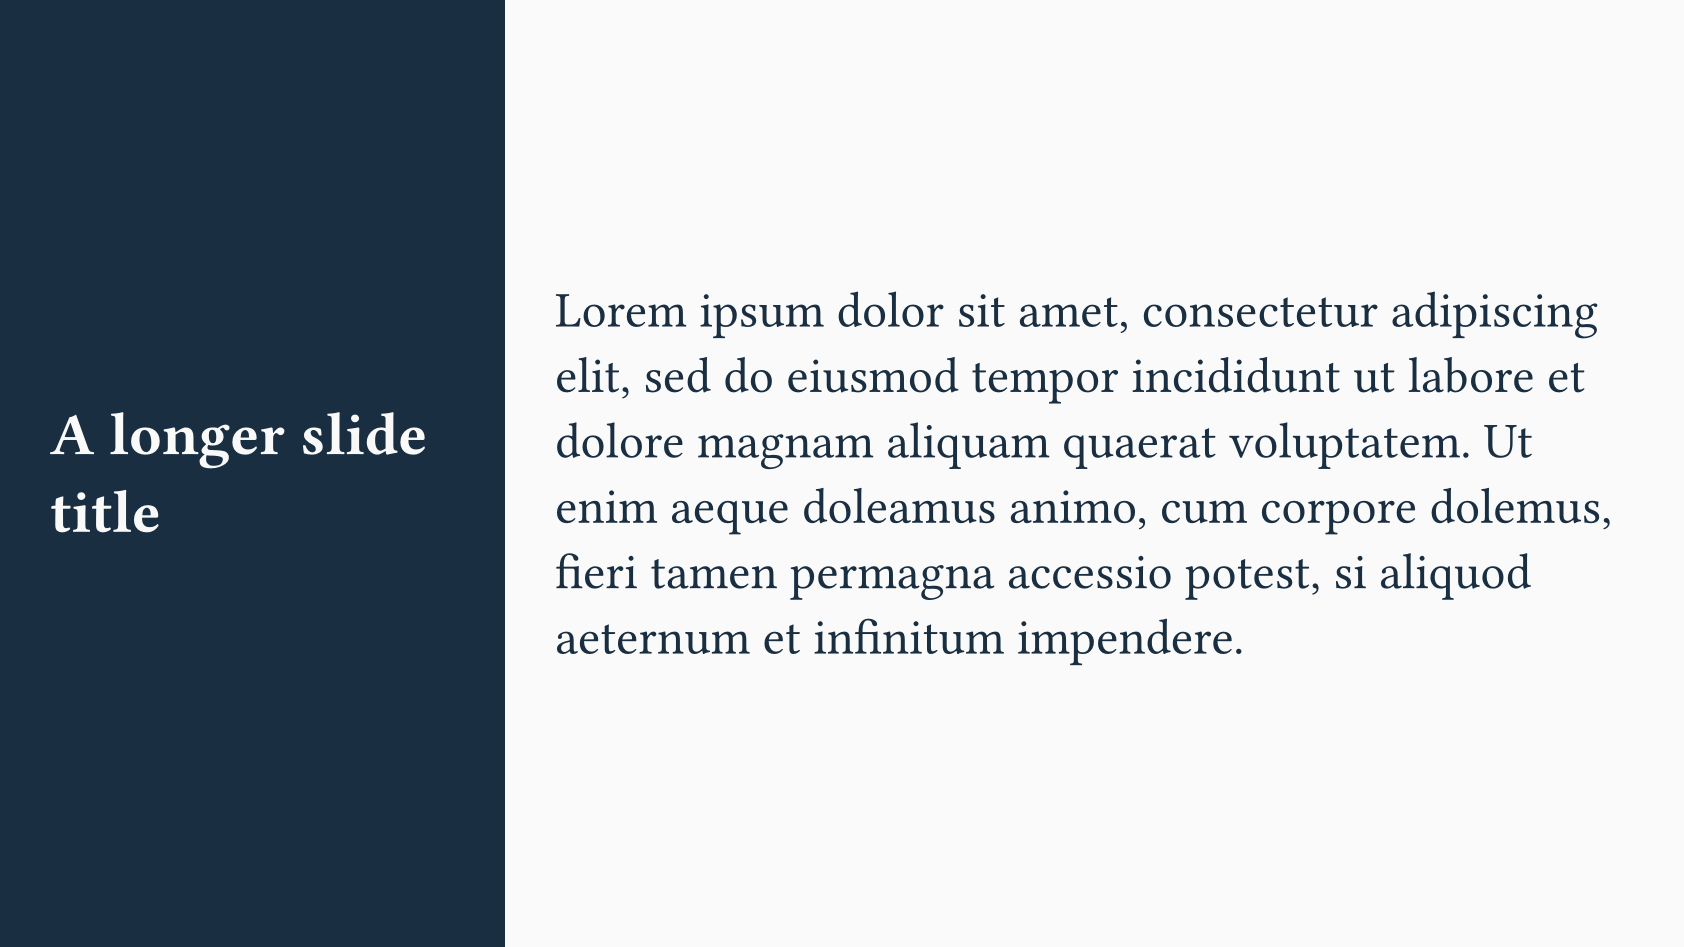 A longer slide
title
Lorem ipsum dolor sit amet, consectetur adipiscing
elit, sed do eiusmod tempor incididunt ut labore et
dolore magnam aliquam quaerat voluptatem. Ut
enim aeque doleamus animo, cum corpore dolemus,
fieri tamen permagna accessio potest, si aliquod
aeternum et infinitum impendere.